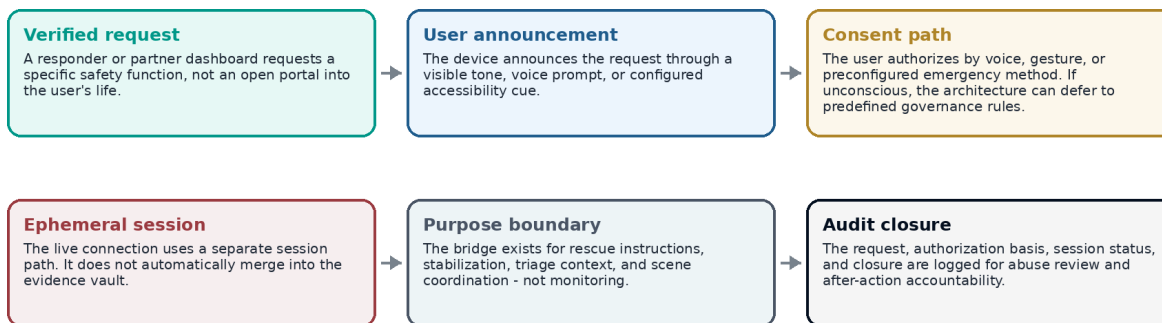 Verified request
A responder or partner dashboard requests a
specific safety function, not an open portal into
the user's life.
User announcement
The device announces the request through a
visible tone, voice prompt, or configured
accessibility cue.
Consent path
The user authorizes by voice, gesture, or
preconfigured emergency method. If
unconscious, the architecture can defer to
predefined governance rules.
Ephemeral session
The live connection uses a separate session
path. It does not automatically merge into the
evidence vault.
Purpose boundary
The bridge exists for rescue instructions,
stabilization, triage context, and scene
coordination - not monitoring.
Audit closure
The request, authorization basis, session status,
and closure are logged for abuse review and
after-action accountability.